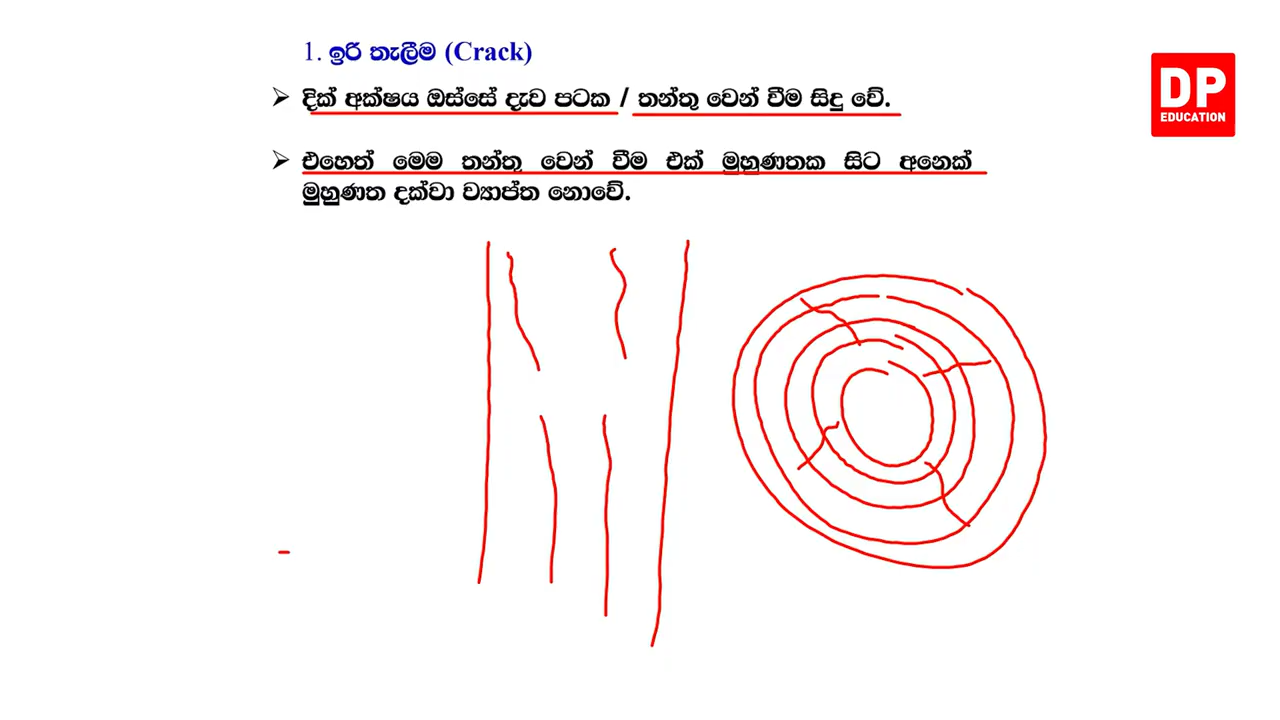 1. ඉරි තැලීම (Crack)
➢ දික් අක්ෂය ඔස්සේ දැව පටක / තන්තු වෙන් වීම සිදු වේ.
➢ එහෙත් මෙම තන්තු වෙන් වීම එක් මුහුණතක සිට අනෙක්
මුහුණත දක්වා ව්‍යාප්ත නොවේ.
DP
EDUCATION